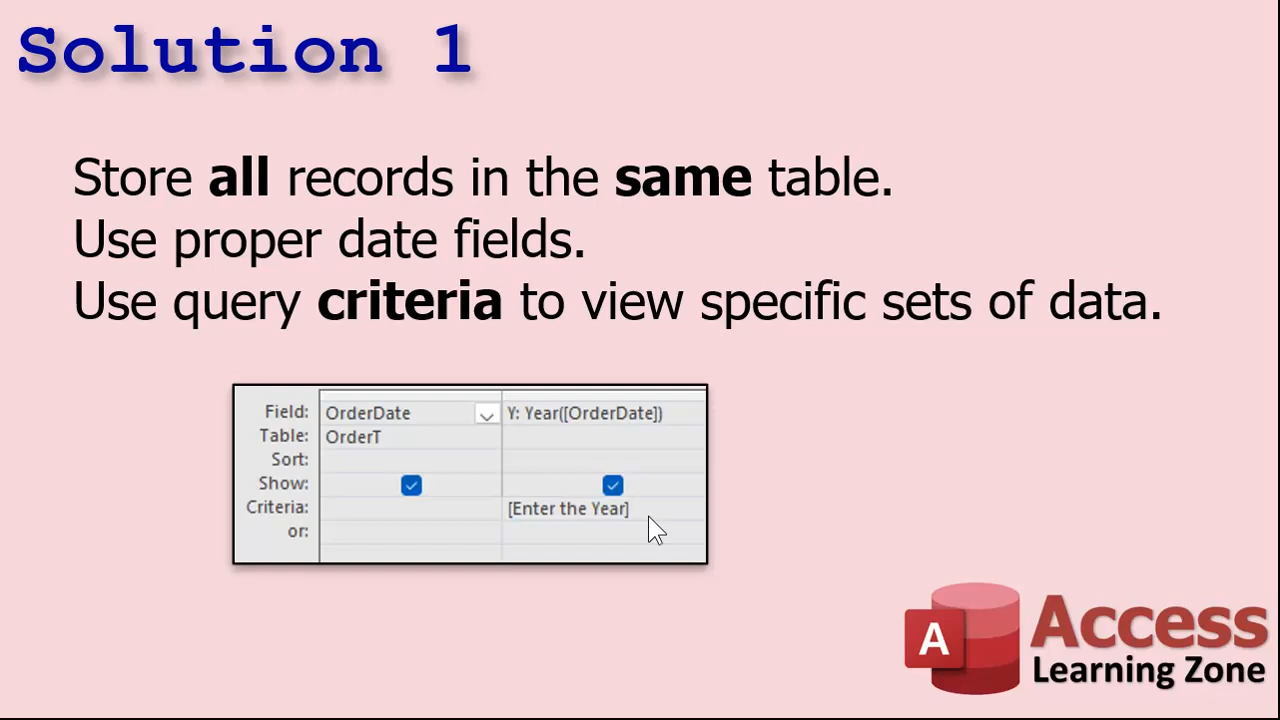 Solution 1
Store all records in the same table.
Use proper date fields.
Use query criteria to view specific sets of data.
Field: OrderDate Y: Year([OrderDate])
Table: OrderT
Sort:
Show:
Criteria: [Enter the Year]
or:
A Access
Learning Zone